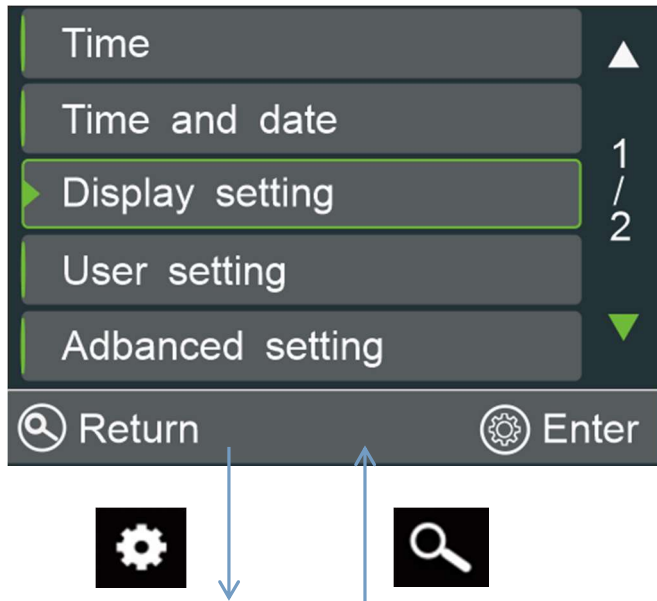 Time
Time and date
Display setting
User setting
Adbanced setting
1/2
Return
Enter